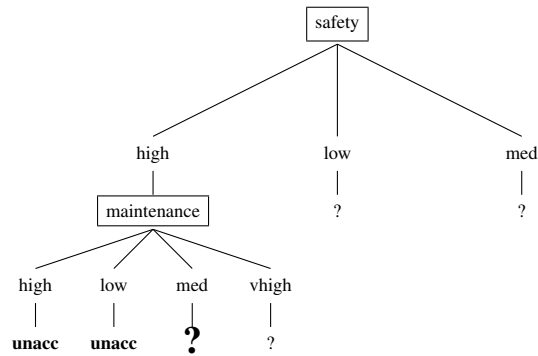 safety
high low med
maintenance ? ?
high low med vhigh
unacc unacc ? ?